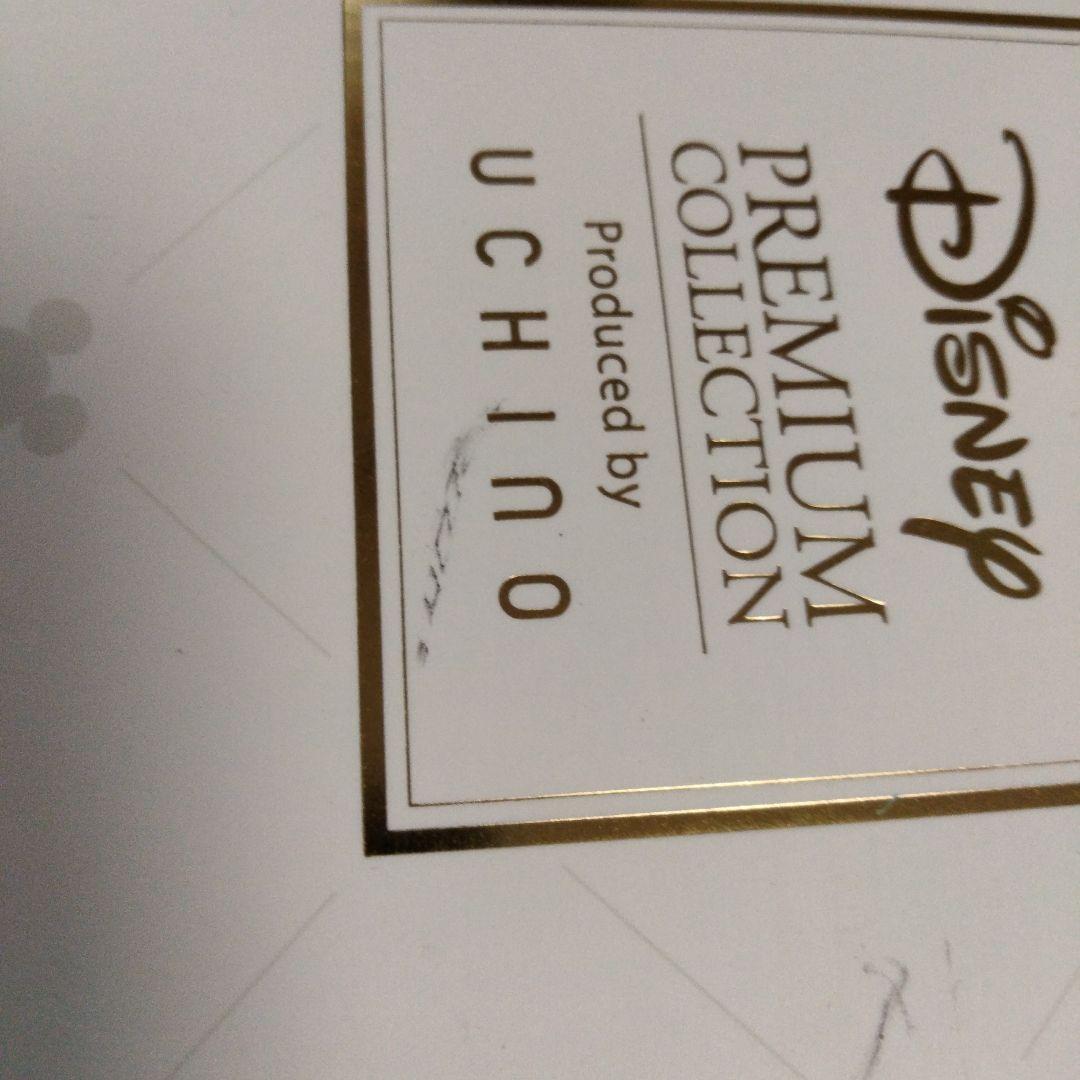 Disney
PREMIUM
COLLECTION
Produced by
UCHINO